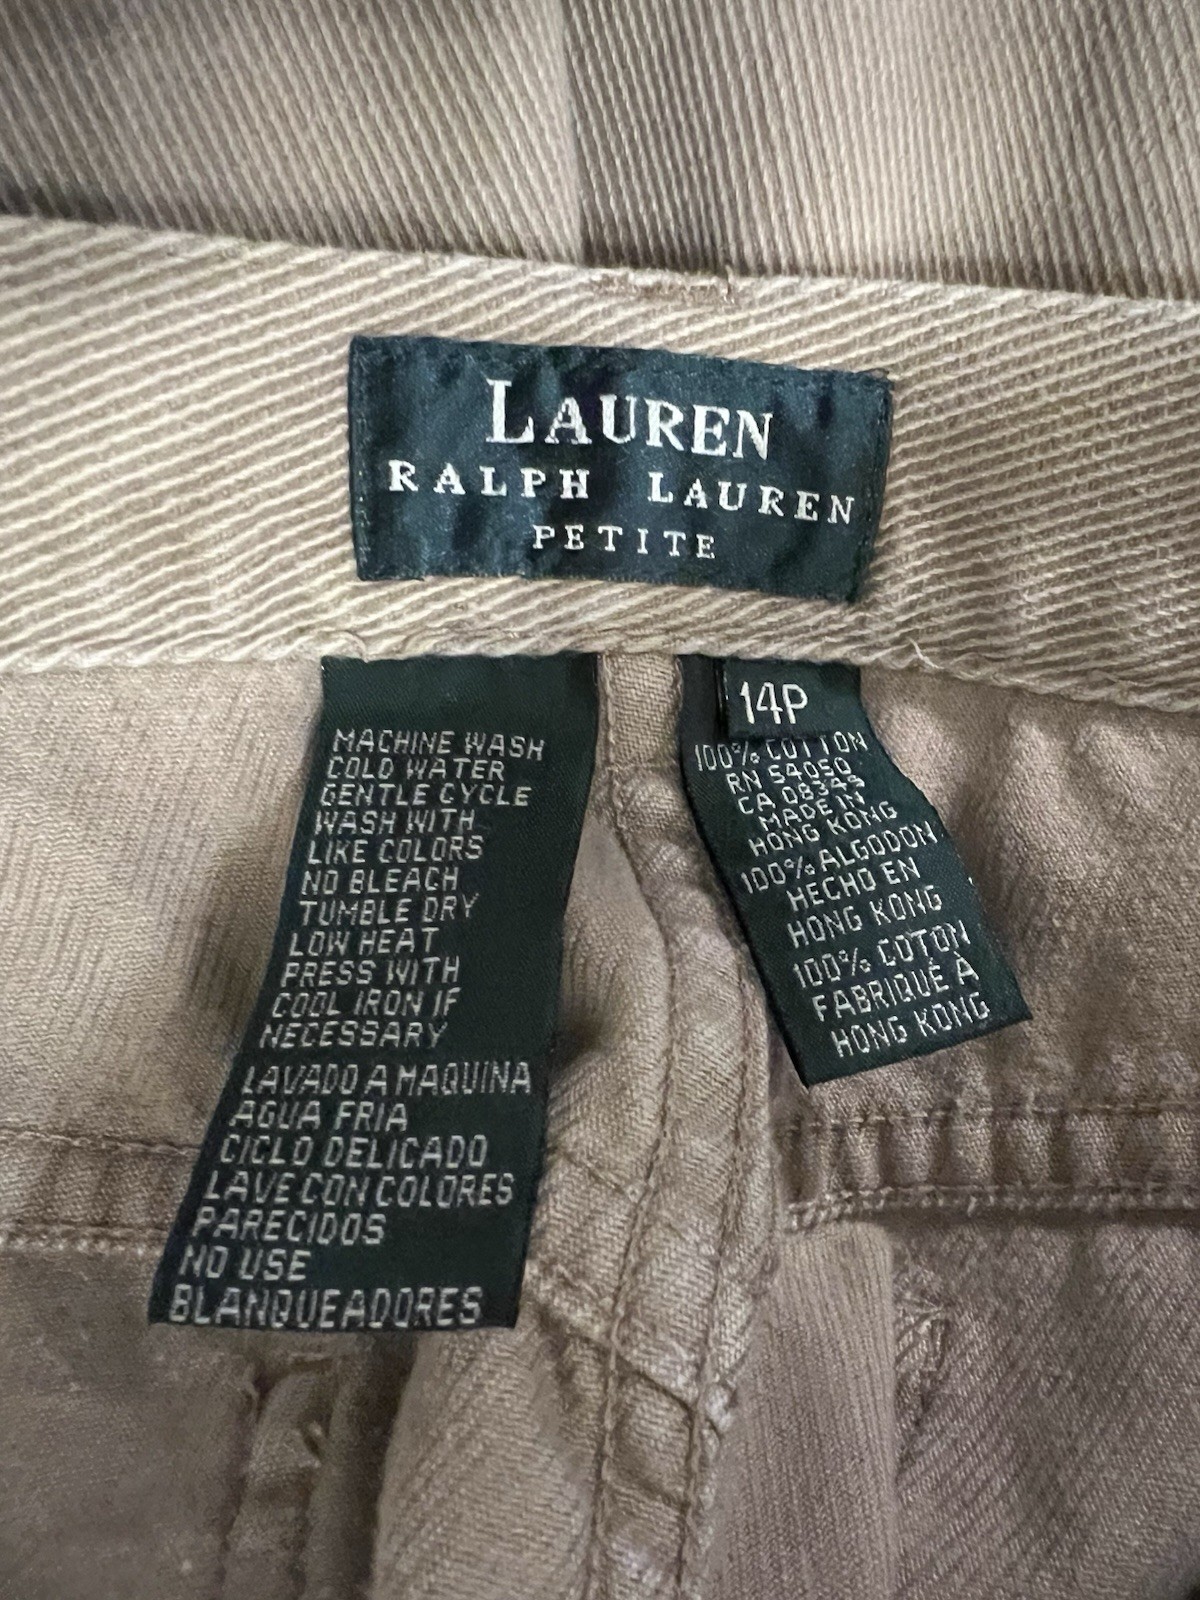 LAUREN
RALPH LAUREN
PETITE
MACHINE WASH
COLD WATER
GENTLE CYCLE
WASH WITH
LIKE COLORS
NO BLEACH
TUMBLE DRY
LOW HEAT
PRESS WITH
COOL IRON IF
NECESSARY
LAVADO A MAQUINA
AGUA FRIA
CICLO DELICADO
LAVE CON COLORES
PARECIDOS
NO USE
BLANQUEADORES
14P
100% COTTON
RN 54050
CA 08349
MADE IN
HONG KONG
100% ALGODON
HECHO EN
HONG KONG
100% COTON
FABRIQUÉ À
HONG KONG